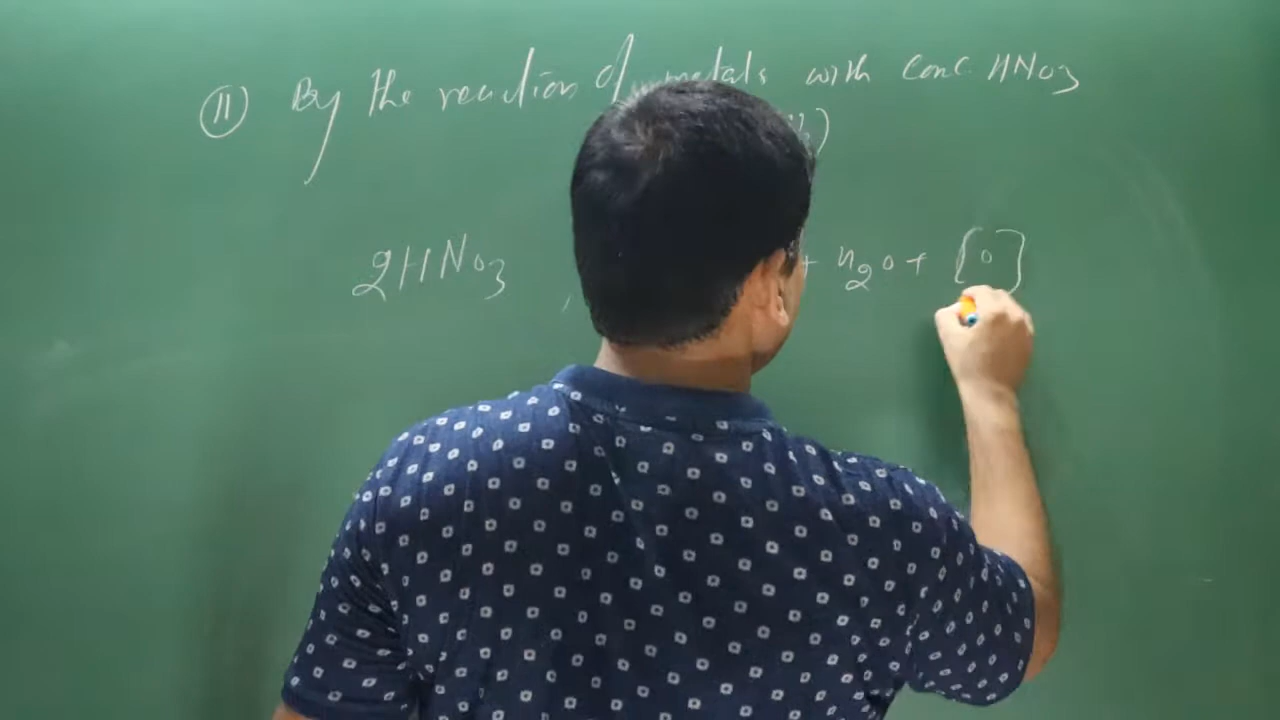 (11) By the reaction of metals with conc. HNO3
)
2HNO3 + H2O + [O]